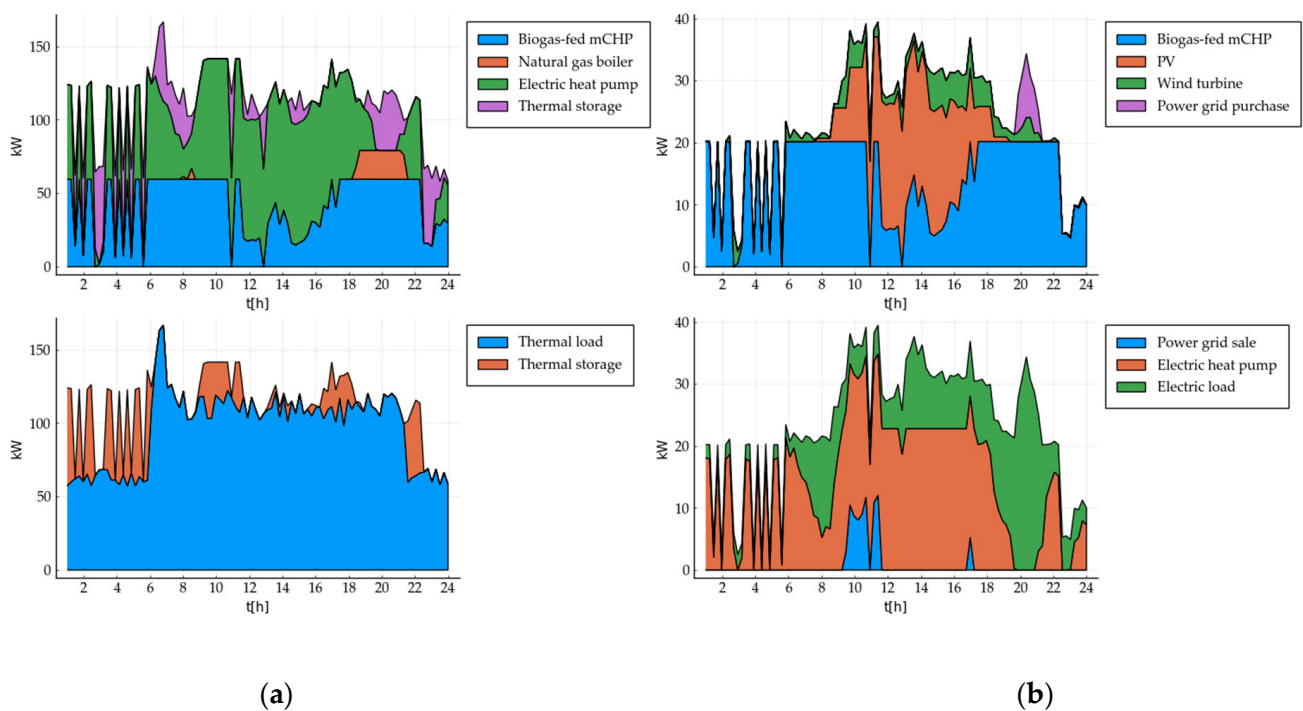 150
100
50
0
kW
2 4 6 8 10 12 14 16 18 20 22 24
t[h]
Biogas-fed mCHP
Natural gas boiler
Electric heat pump
Thermal storage
40
30
20
10
0
kW
2 4 6 8 10 12 14 16 18 20 22 24
t[h]
Biogas-fed mCHP
PV
Wind turbine
Power grid purchase
150
100
50
0
kW
2 4 6 8 10 12 14 16 18 20 22 24
t[h]
Thermal load
Thermal storage
40
30
20
10
0
kW
2 4 6 8 10 12 14 16 18 20 22 24
t[h]
Power grid sale
Electric heat pump
Electric load
(a)
(b)